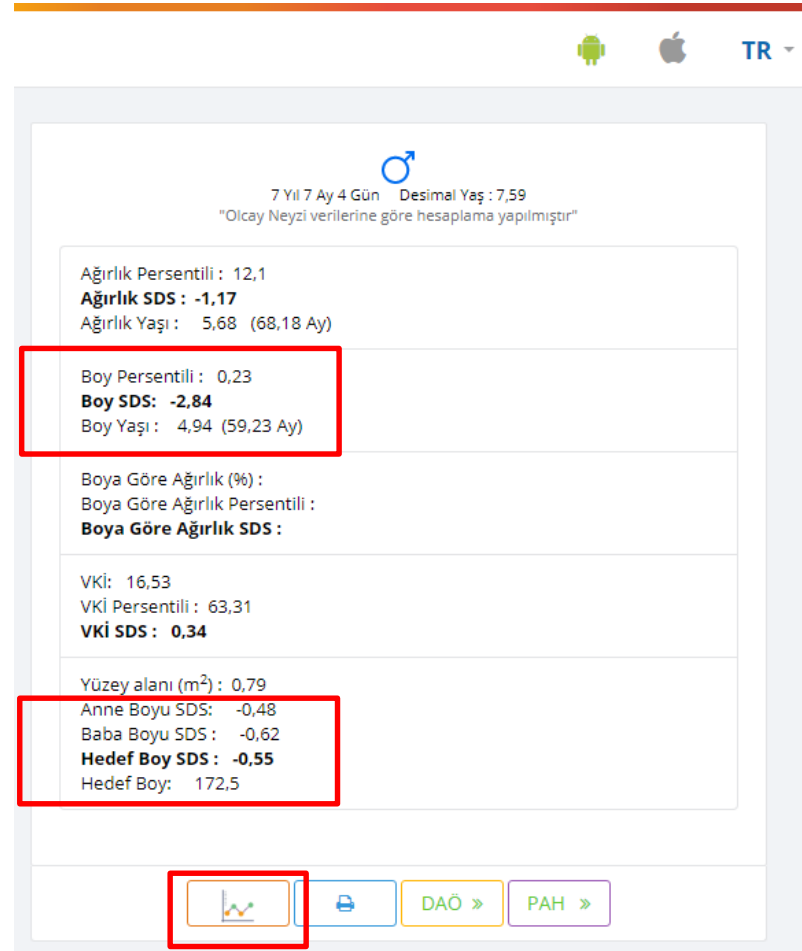 TR
7 Yıl 7 Ay 4 Gün Desimal Yaş : 7,59
"Olcay Neyzi verilerine göre hesaplama yapılmıştır"
Ağırlık Persentili : 12,1
Ağırlık SDS : -1,17
Ağırlık Yaşı : 5,68 (68,18 Ay)
Boy Persentili : 0,23
Boy SDS: -2,84
Boy Yaşı : 4,94 (59,23 Ay)
Boya Göre Ağırlık (%) :
Boya Göre Ağırlık Persentili :
Boya Göre Ağırlık SDS :
VKİ: 16,53
VKİ Persentili : 63,31
VKİ SDS : 0,34
Yüzey alanı (m²) : 0,79
Anne Boyu SDS: -0,48
Baba Boyu SDS : -0,62
Hedef Boy SDS : -0,55
Hedef Boy: 172,5
DAÖ »
PAH »